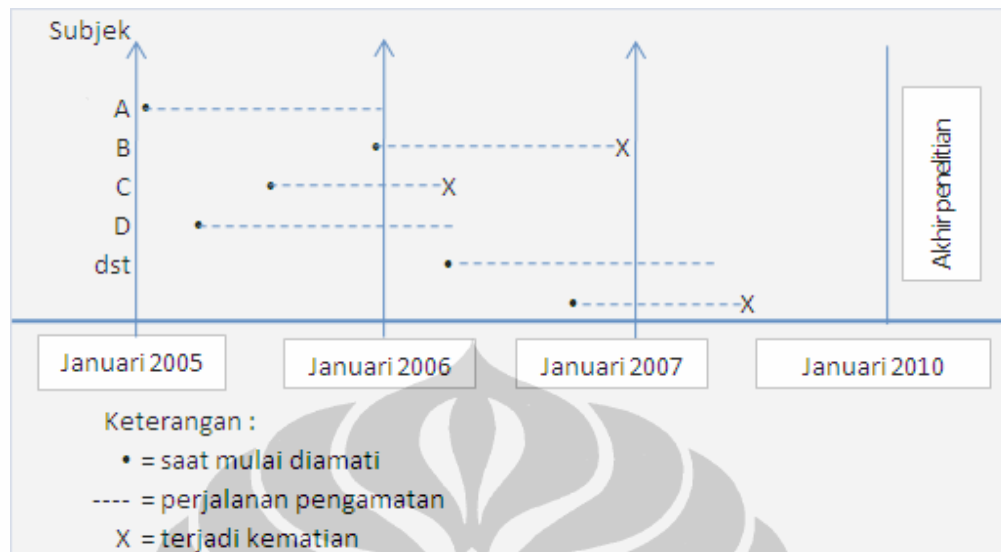 Subjek
A
B
X
C
X
D
dst
X
Akhir penelitian
Januari 2005
Januari 2006
Januari 2007
Januari 2010
Keterangan :
• = saat mulai diamati
---- = perjalanan pengamatan
X = terjadi kematian